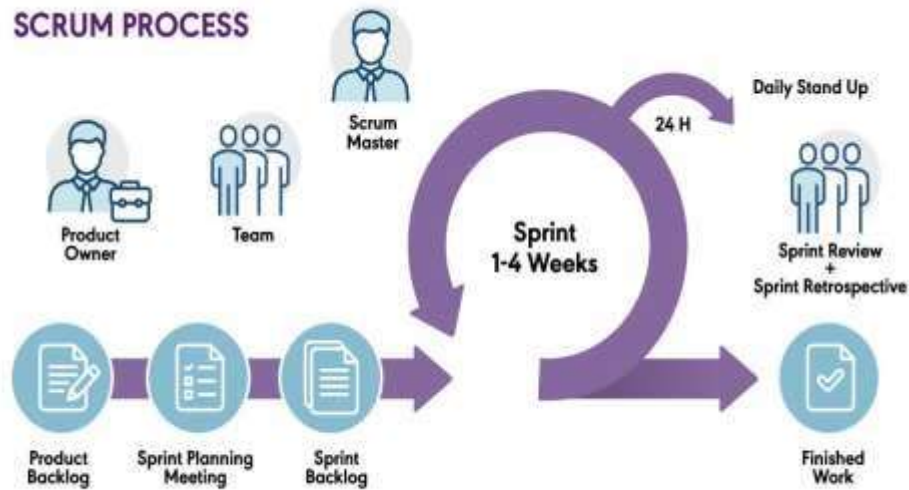 SCRUM PROCESS
Scrum
Master
Product
Owner
Team
24 H
Daily Stand Up
Sprint
1-4 Weeks
Sprint Review
+
Sprint Retrospective
Product
Backlog
Sprint Planning
Meeting
Sprint
Backlog
Finished
Work